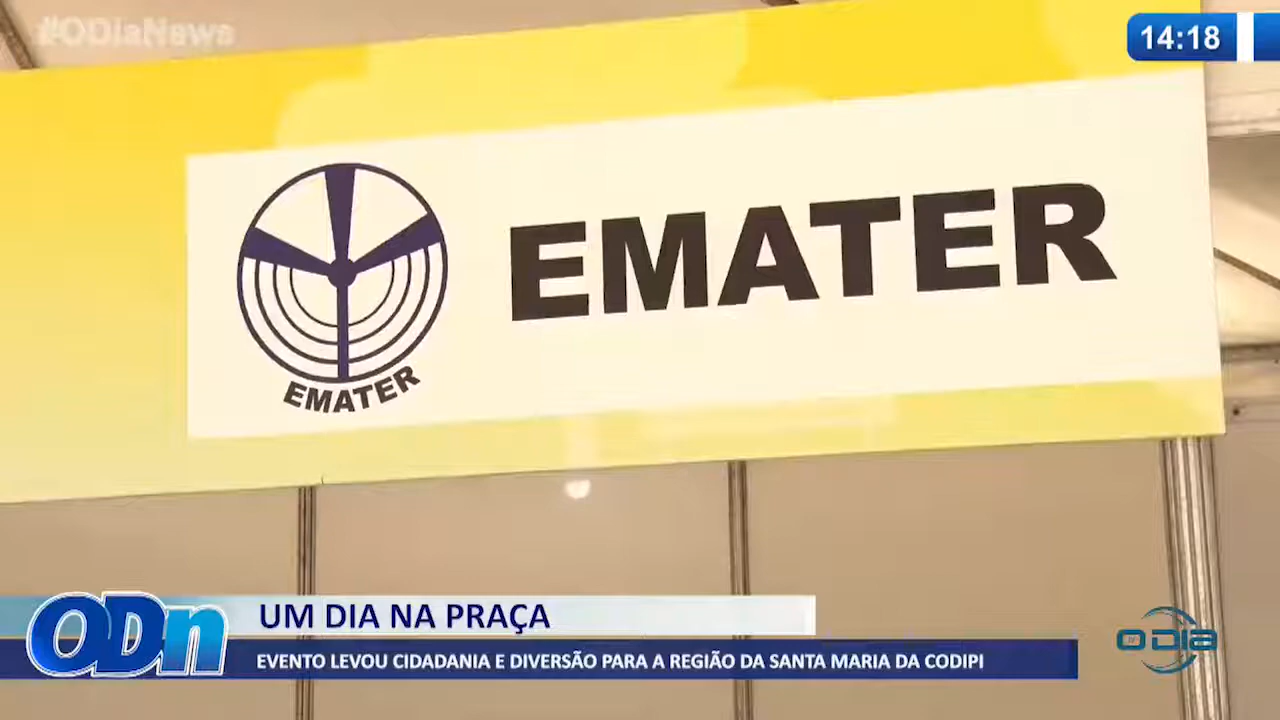 #ODiaNews
14:18
EMATER
EMATER
ODn
UM DIA NA PRAÇA
EVENTO LEVOU CIDADANIA E DIVERSÃO PARA A REGIÃO DA SANTA MARIA DA CODIPI
O DIA